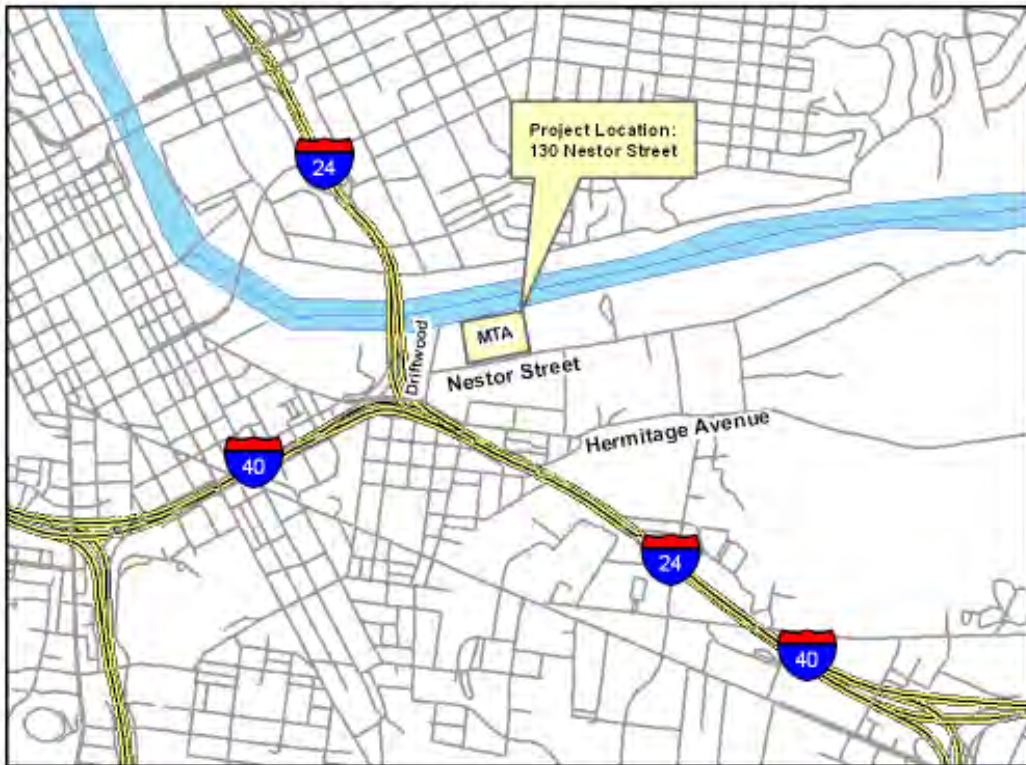 Project Location:
130 Nestor Street
24
MTA
Driftwood
Nestor Street
Hermitage Avenue
40
24
40